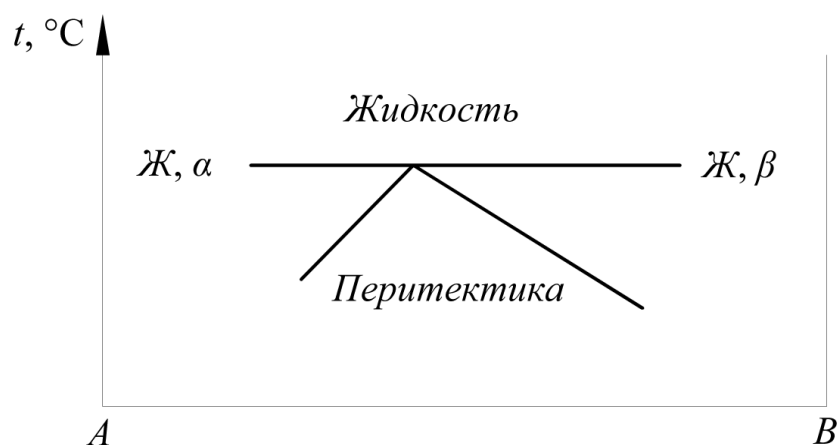 t, °C
Жидкость
Ж, α
Ж, β
Перитектика
A
B